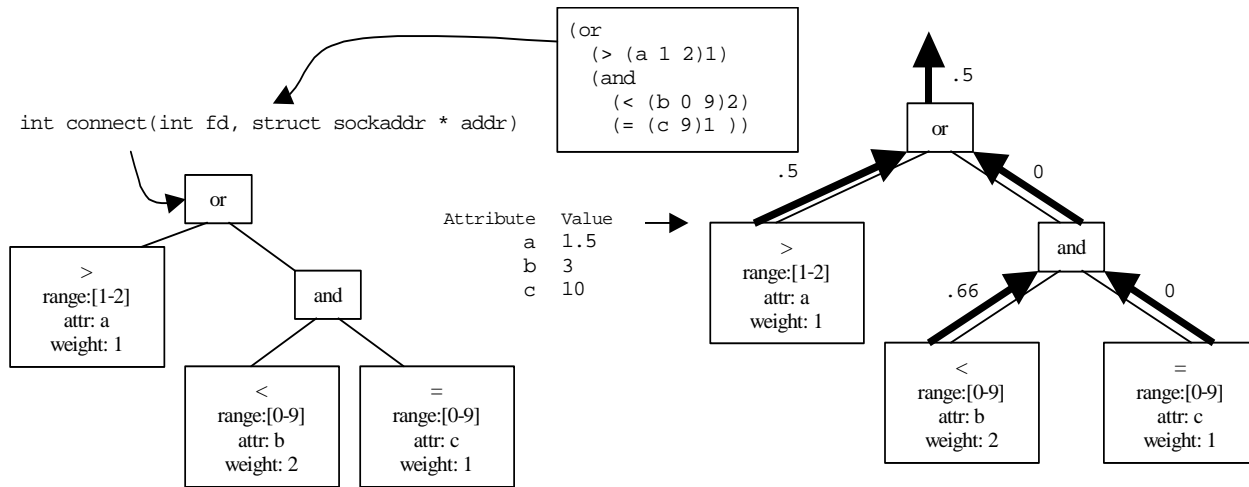 (or
(> (a 1 2)1)
(and
(< (b 0 9)2)
(= (c 9)1 ))
int connect(int fd, struct sockaddr * addr)
or
>
range:[1-2]
attr: a
weight: 1
and
<
range:[0-9]
attr: b
weight: 2
=
range:[0-9]
attr: c
weight: 1
Attribute Value
a 1.5
b 3
c 10
.5
or
.5
0
>
range:[1-2]
attr: a
weight: 1
and
.66
0
<
range:[0-9]
attr: b
weight: 2
=
range:[0-9]
attr: c
weight: 1